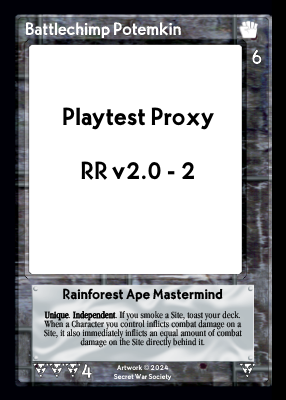 Battlechimp Potemkin
6
Playtest Proxy
RR v2.0 - 2
Rainforest Ape Mastermind
Unique. Independent. If you smoke a Site, toast your deck.
When a Character you control inflicts combat damage on a
Site, it also immediately inflicts an equal amount of combat
damage on the Site directly behind it.
4
Artwork © 2024
Secret War Society